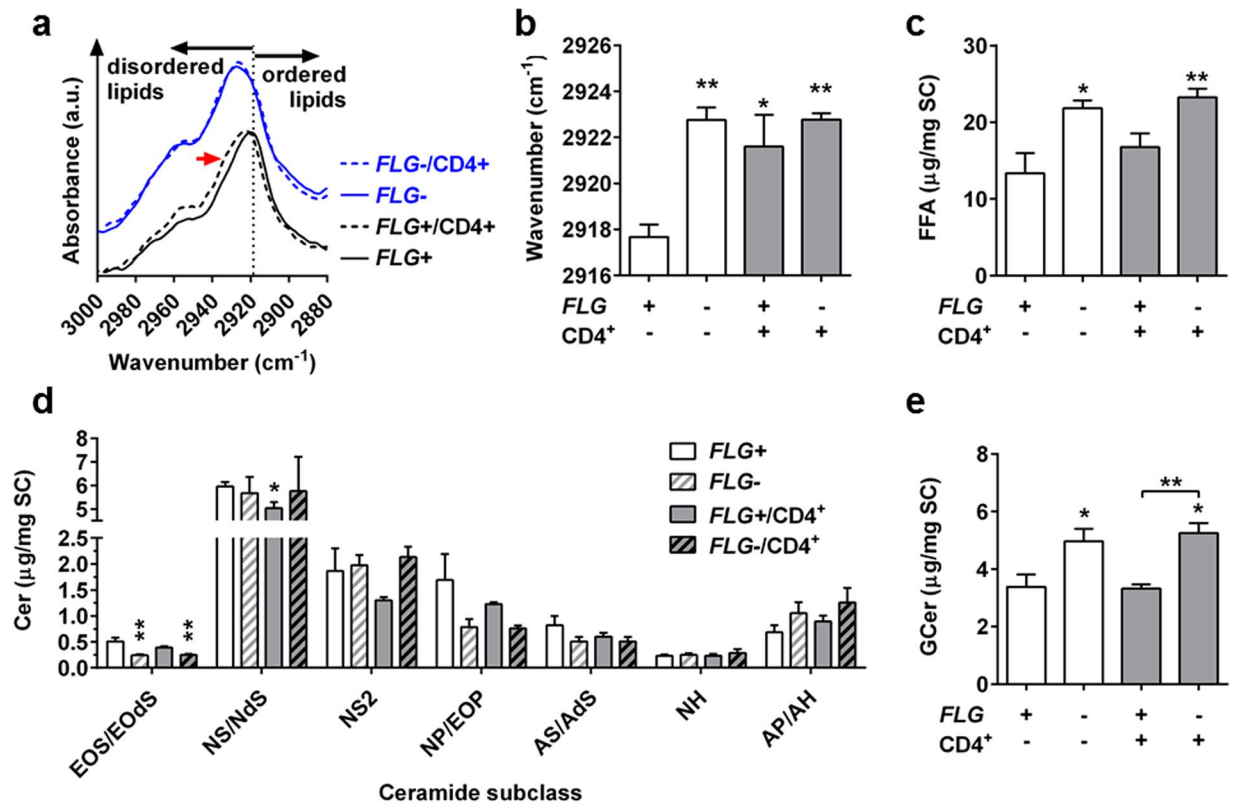 a
disordered
lipids
ordered
lipids
Absorbance (a.u.)
FLG-/CD4+
FLG-
FLG+/CD4+
FLG+
3000 2980 2960 2940 2920 2900 2880
Wavenumber (cm-1)
b
Wavenumber (cm-1)
2926
2924
2922
2920
2918
2916
** * **
FLG + - + -
CD4+ - - + +
c
FFA (µg/mg SC)
30
20
10
0
* **
FLG + - + -
CD4+ - - + +
d
Cer (µg/mg SC)
8
7
6
5
2.5
2.0
1.5
1.0
0.5
0.0
** ** *
FLG+
FLG-
FLG+/CD4+
FLG-/CD4+
EOS/EOdS NS/NdS NS2 NP/EOP AS/AdS NH AP/AH
Ceramide subclass
e
GCer (µg/mg SC)
8
6
4
2
0
* ** *
FLG + - + -
CD4+ - - + +